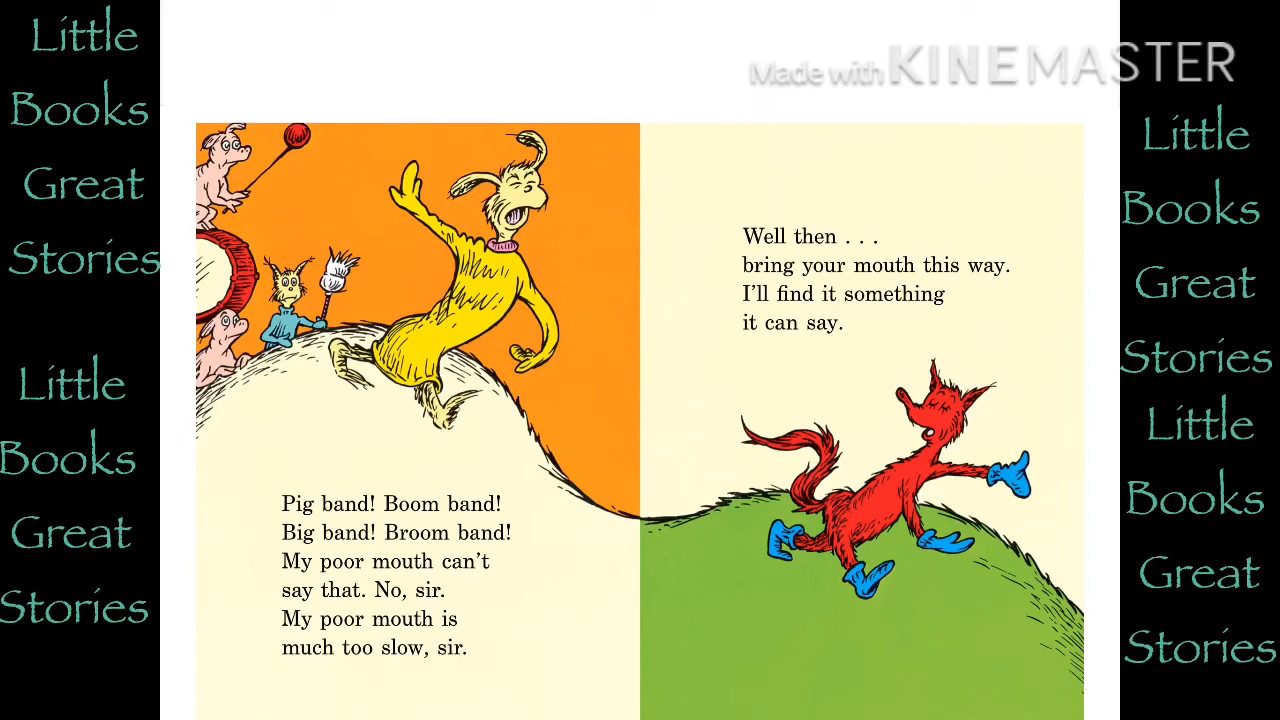 Little
Books
Great
Stories
Little
Books
Great
Stories
Made with KINEMASTER
Pig band! Boom band!
Big band! Broom band!
My poor mouth can't
say that. No, sir.
My poor mouth is
much too slow, sir.
Well then . . .
bring your mouth this way.
I'll find it something
it can say.
Little
Books
Great
Stories
Little
Books
Great
Stories